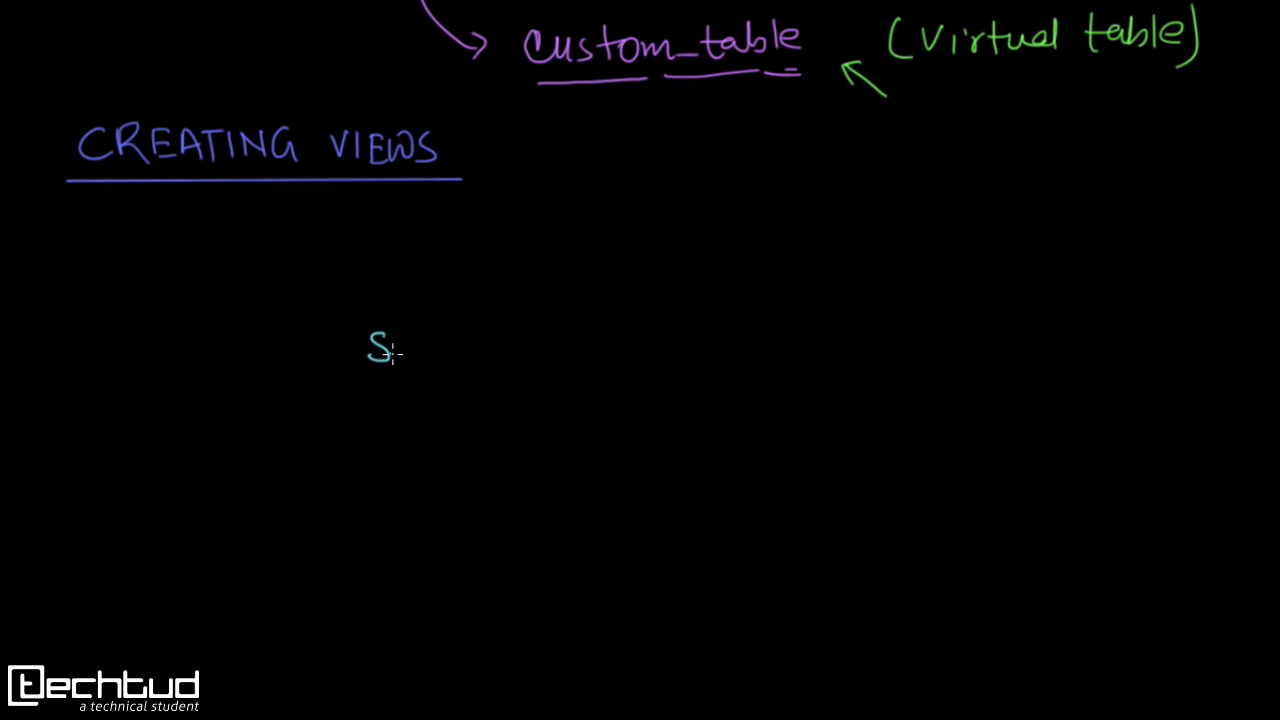 custom_table (Virtual table)
CREATING VIEWS
S
techtud
a technical student